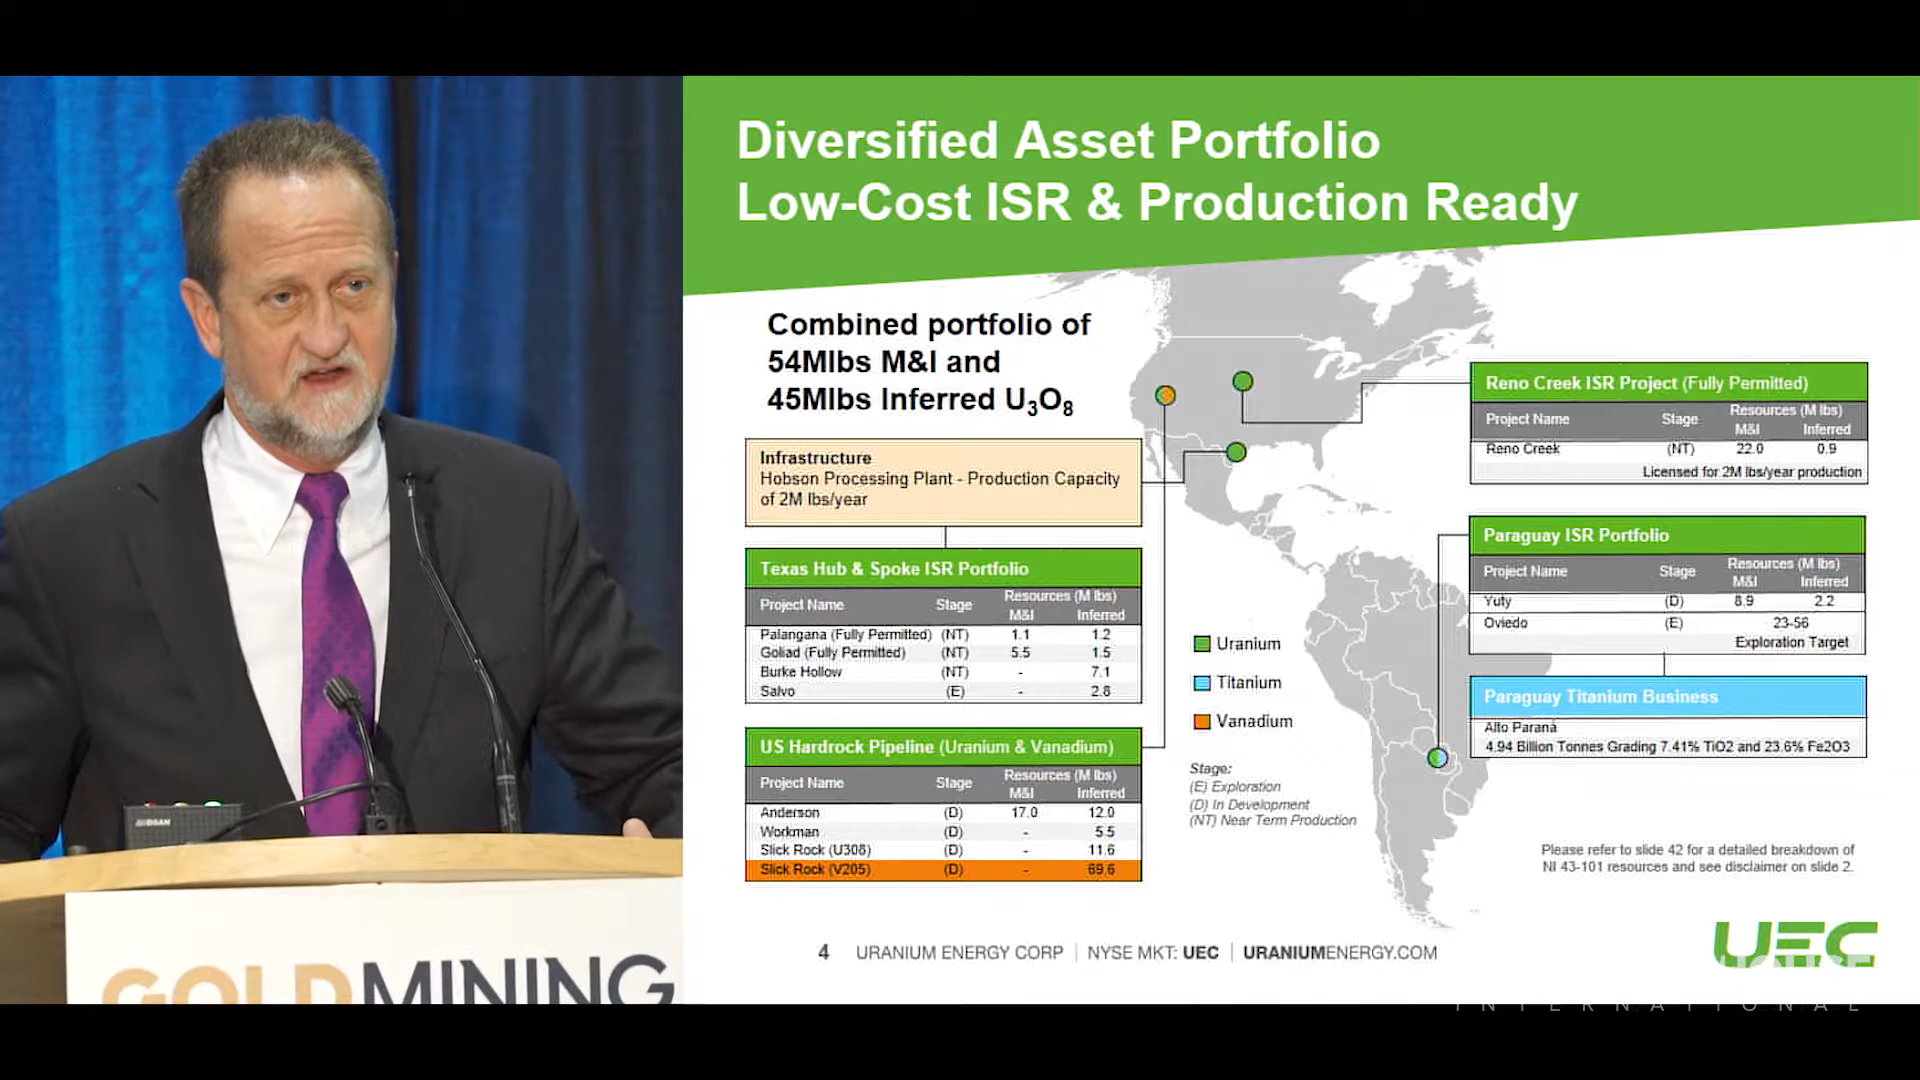 Diversified Asset Portfolio
Low-Cost ISR & Production Ready
Combined portfolio of
54Mlbs M&I and
45Mlbs Inferred U₃O₈
Infrastructure
Hobson Processing Plant - Production Capacity
of 2M lbs/year
Texas Hub & Spoke ISR Portfolio
Project Name Stage Resources (M lbs)
M&I Inferred
Palangana (Fully Permitted) (NT) 1.1 1.2
Goliad (Fully Permitted) (NT) 5.5 1.5
Burke Hollow (NT) - 7.1
Salvo (E) - 2.8
US Hardrock Pipeline (Uranium & Vanadium)
Project Name Stage Resources (M lbs)
M&I Inferred
Anderson (D) 17.0 12.0
Workman (D) - 5.5
Slick Rock (U308) (D) - 11.6
Slick Rock (V205) (D) - 69.6
Uranium
Titanium
Vanadium
Stage:
(E) Exploration
(D) In Development
(NT) Near Term Production
Reno Creek ISR Project (Fully Permitted)
Project Name Stage Resources (M lbs)
M&I Inferred
Reno Creek (NT) 22.0 0.9
Licensed for 2M lbs/year production
Paraguay ISR Portfolio
Project Name Stage Resources (M lbs)
M&I Inferred
Yuty (D) 8.9 2.2
Oviedo (E) 23-56
Exploration Target
Paraguay Titanium Business
Alto Paraná
4.94 Billion Tonnes Grading 7.41% TiO2 and 23.6% Fe2O3
Please refer to slide 42 for a detailed breakdown of
NI 43-101 resources and see disclaimer on slide 2.
4 URANIUM ENERGY CORP | NYSE MKT: UEC | URANIUMENERGY.COM
UEC
HOUSE
INTERNATIONAL
GOLDMINING